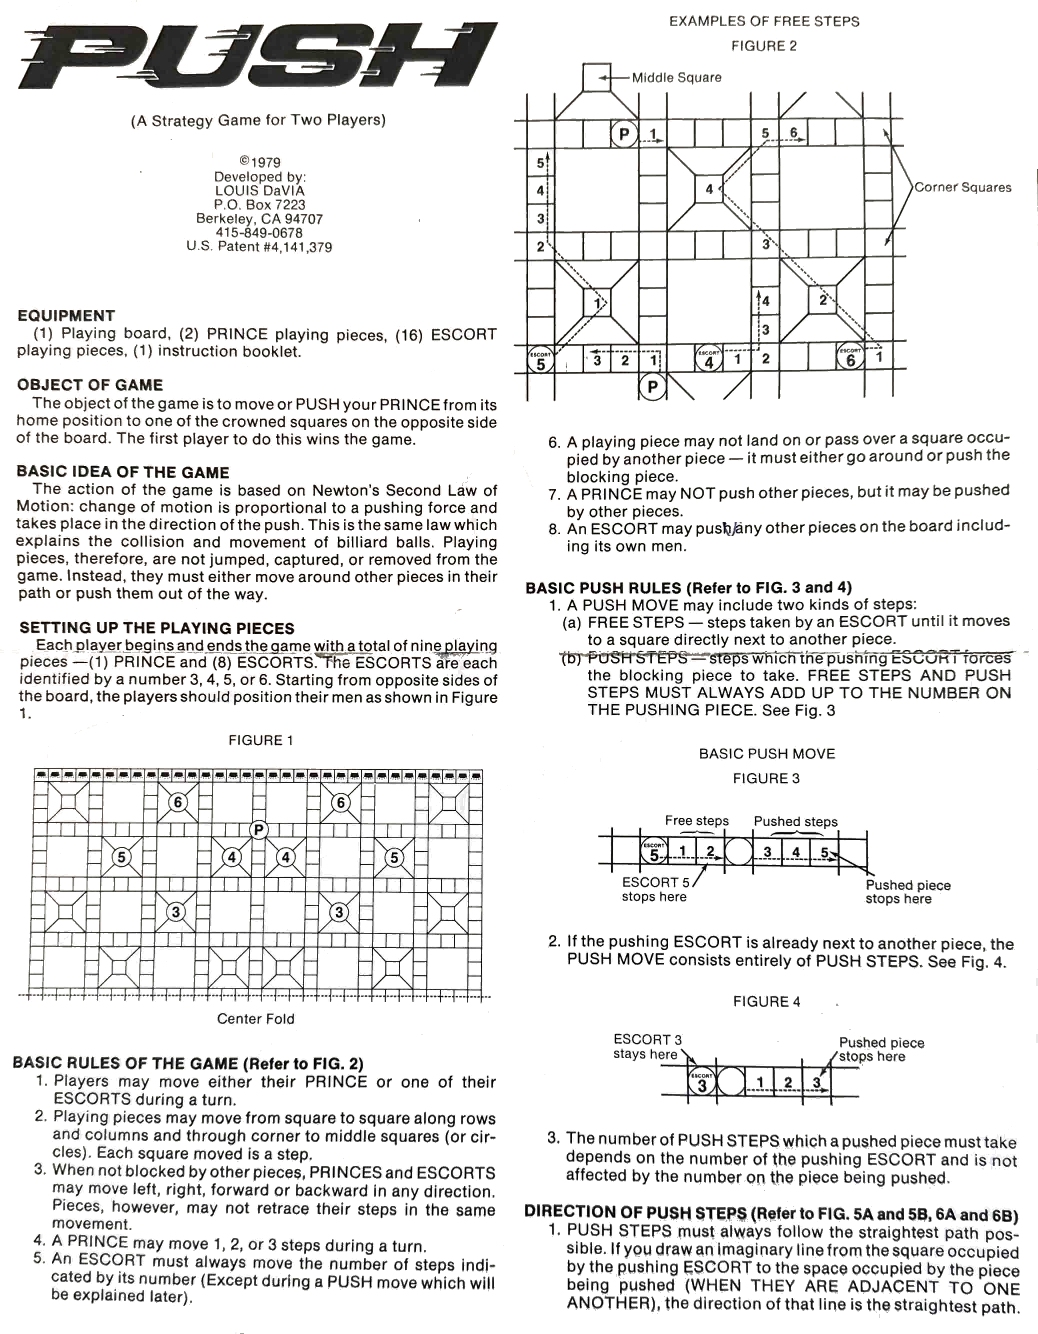 PUSH
(A Strategy Game for Two Players)
©1979
Developed by:
LOUIS DaVIA
P.O. Box 7223
Berkeley, CA 94707
415-849-0678
U.S. Patent #4,141,379
EQUIPMENT
(1) Playing board, (2) PRINCE playing pieces, (16) ESCORT
playing pieces, (1) instruction booklet.
OBJECT OF GAME
The object of the game is to move or PUSH your PRINCE from its
home position to one of the crowned squares on the opposite side
of the board. The first player to do this wins the game.
BASIC IDEA OF THE GAME
The action of the game is based on Newton's Second Law of
Motion: change of motion is proportional to a pushing force and
takes place in the direction of the push. This is the same law which
explains the collision and movement of billiard balls. Playing
pieces, therefore, are not jumped, captured, or removed from the
game. Instead, they must either move around other pieces in their
path or push them out of the way.
SETTING UP THE PLAYING PIECES
Each player begins and ends the game with a total of nine playing
pieces —(1) PRINCE and (8) ESCORTS. The ESCORTS are each
identified by a number 3, 4, 5, or 6. Starting from opposite sides of
the board, the players should position their men as shown in Figure
1.
FIGURE 1
6 6
P
5 4 4 5
3 3
Center Fold
BASIC RULES OF THE GAME (Refer to FIG. 2)
1. Players may move either their PRINCE or one of their
ESCORTS during a turn.
2. Playing pieces may move from square to square along rows
and columns and through corner to middle squares (or cir-
cles). Each square moved is a step.
3. When not blocked by other pieces, PRINCES and ESCORTS
may move left, right, forward or backward in any direction.
Pieces, however, may not retrace their steps in the same
movement.
4. A PRINCE may move 1, 2, or 3 steps during a turn.
5. An ESCORT must always move the number of steps indi-
cated by its number (Except during a PUSH move which will
be explained later).
EXAMPLES OF FREE STEPS
FIGURE 2
Middle Square
P 1 5 6
5
4 4 Corner Squares
3
2 3
1 4 2
3
ESCORT 5 3 2 1 ESCORT 4 1 2 ESCORT 6 1
P
6. A playing piece may not land on or pass over a square occu-
pied by another piece — it must either go around or push the
blocking piece.
7. A PRINCE may NOT push other pieces, but it may be pushed
by other pieces.
8. An ESCORT may push/any other pieces on the board includ-
ing its own men.
BASIC PUSH RULES (Refer to FIG. 3 and 4)
1. A PUSH MOVE may include two kinds of steps:
(a) FREE STEPS — steps taken by an ESCORT until it moves
to a square directly next to another piece.
(b) PUSH STEPS — steps which the pushing ESCORT forces
the blocking piece to take. FREE STEPS AND PUSH
STEPS MUST ALWAYS ADD UP TO THE NUMBER ON
THE PUSHING PIECE. See Fig. 3
BASIC PUSH MOVE
FIGURE 3
Free steps Pushed steps
ESCORT 5 1 2 3 4 5
ESCORT 5
stops here
Pushed piece
stops here
2. If the pushing ESCORT is already next to another piece, the
PUSH MOVE consists entirely of PUSH STEPS. See Fig. 4.
FIGURE 4
ESCORT 3
stays here
Pushed piece
stops here
ESCORT 3 1 2 3
3. The number of PUSH STEPS which a pushed piece must take
depends on the number of the pushing ESCORT and is not
affected by the number on the piece being pushed.
DIRECTION OF PUSH STEPS (Refer to FIG. 5A and 5B, 6A and 6B)
1. PUSH STEPS must always follow the straightest path pos-
sible. If you draw an imaginary line from the square occupied
by the pushing ESCORT to the space occupied by the piece
being pushed (WHEN THEY ARE ADJACENT TO ONE
ANOTHER), the direction of that line is the straightest path.